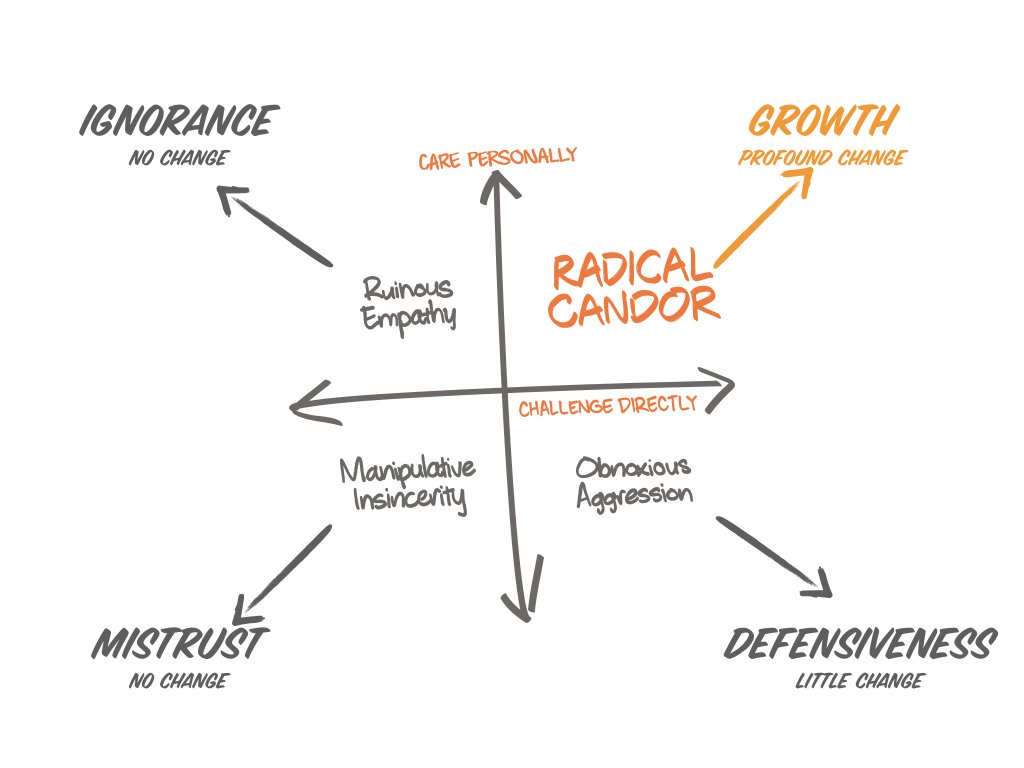 IGNORANCE
NO CHANGE
GROWTH
PROFOUND CHANGE
CARE PERSONALLY
Ruinous
Empathy
RADICAL
CANDOR
CHALLENGE DIRECTLY
Manipulative
Insincerity
Obnoxious
Aggression
MISTRUST
NO CHANGE
DEFENSIVENESS
LITTLE CHANGE